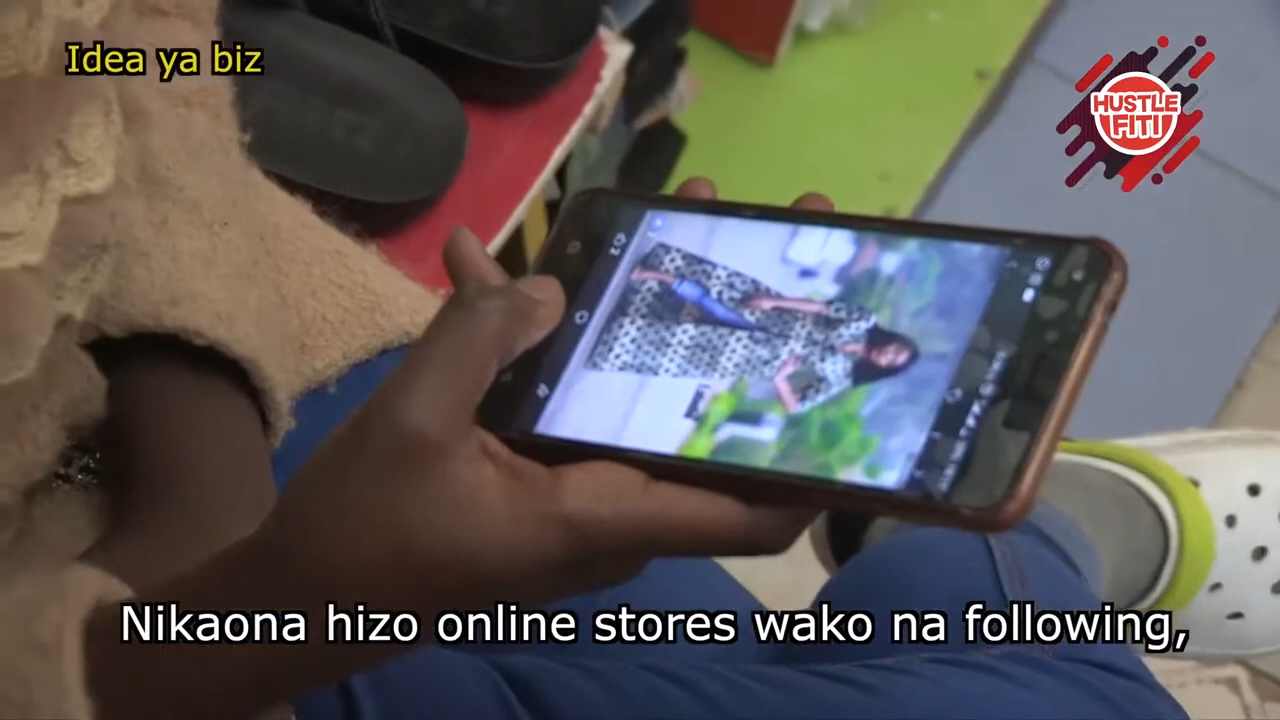 Idea ya biz
HUSTLE
FITI
Nikaona hizo online stores wako na following,